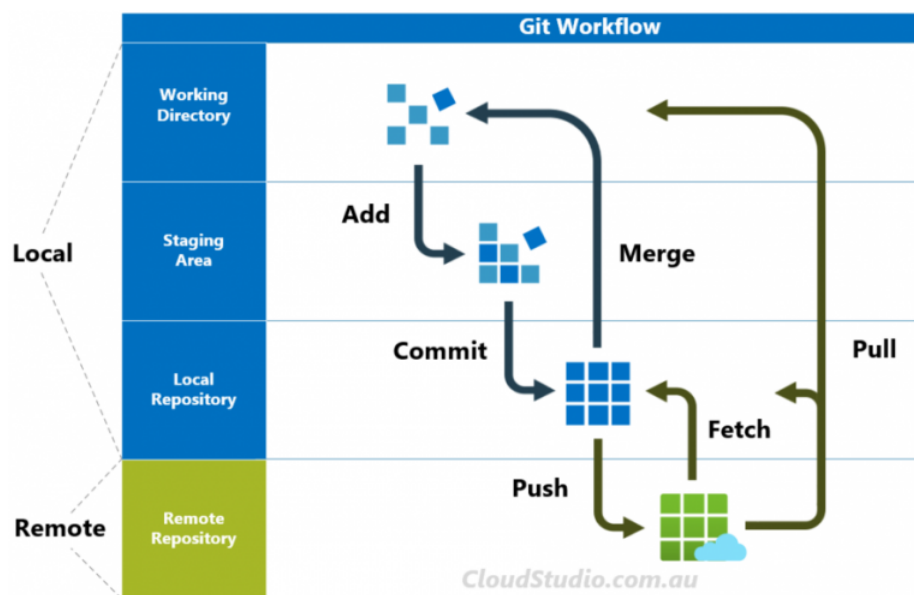 Git Workflow
Working
Directory
Add
Staging
Area
Local
Merge
Commit
Pull
Local
Repository
Fetch
Push
Remote
Remote
Repository
CloudStudio.com.au